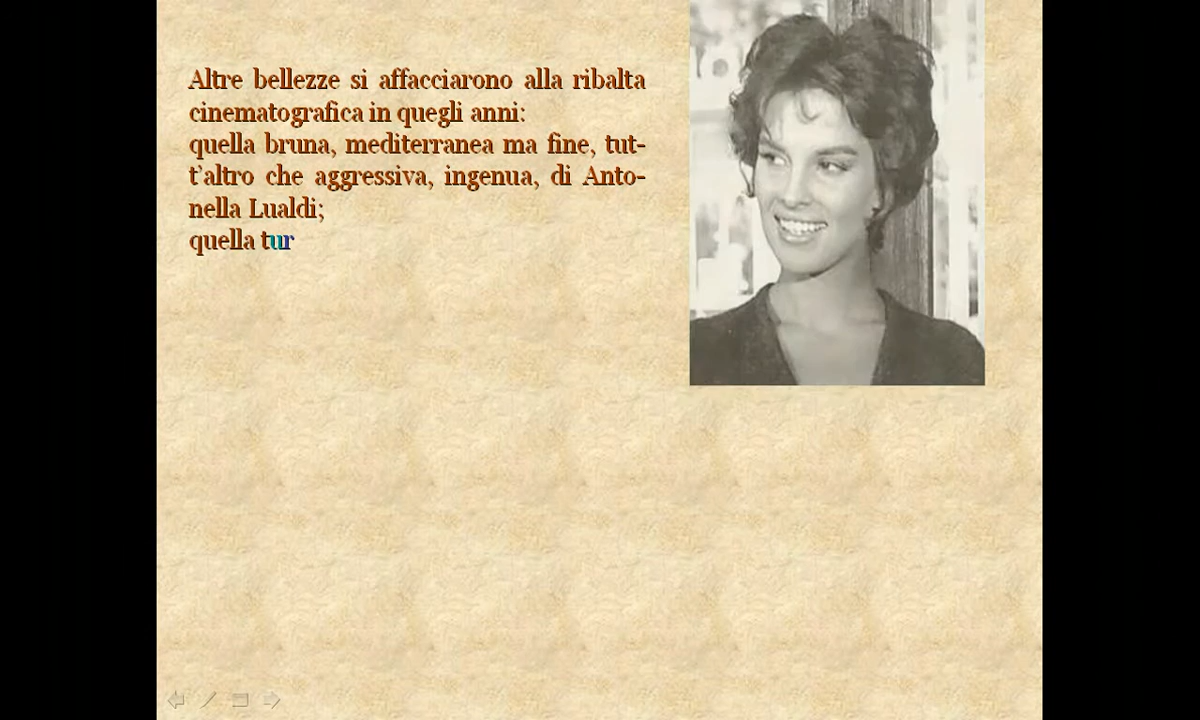 Altre bellezze si affacciarono alla ribalta
cinematografica in quegli anni:
quella bruna, mediterranea ma fine, tut-
t'altro che aggressiva, ingenua, di Anto-
nella Lualdi;
quella tur